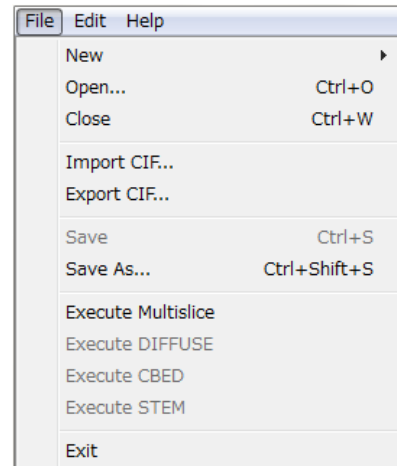 File Edit Help
New
Open... Ctrl+O
Close Ctrl+W
Import CIF...
Export CIF...
Save Ctrl+S
Save As... Ctrl+Shift+S
Execute Multislice
Execute DIFFUSE
Execute CBED
Execute STEM
Exit